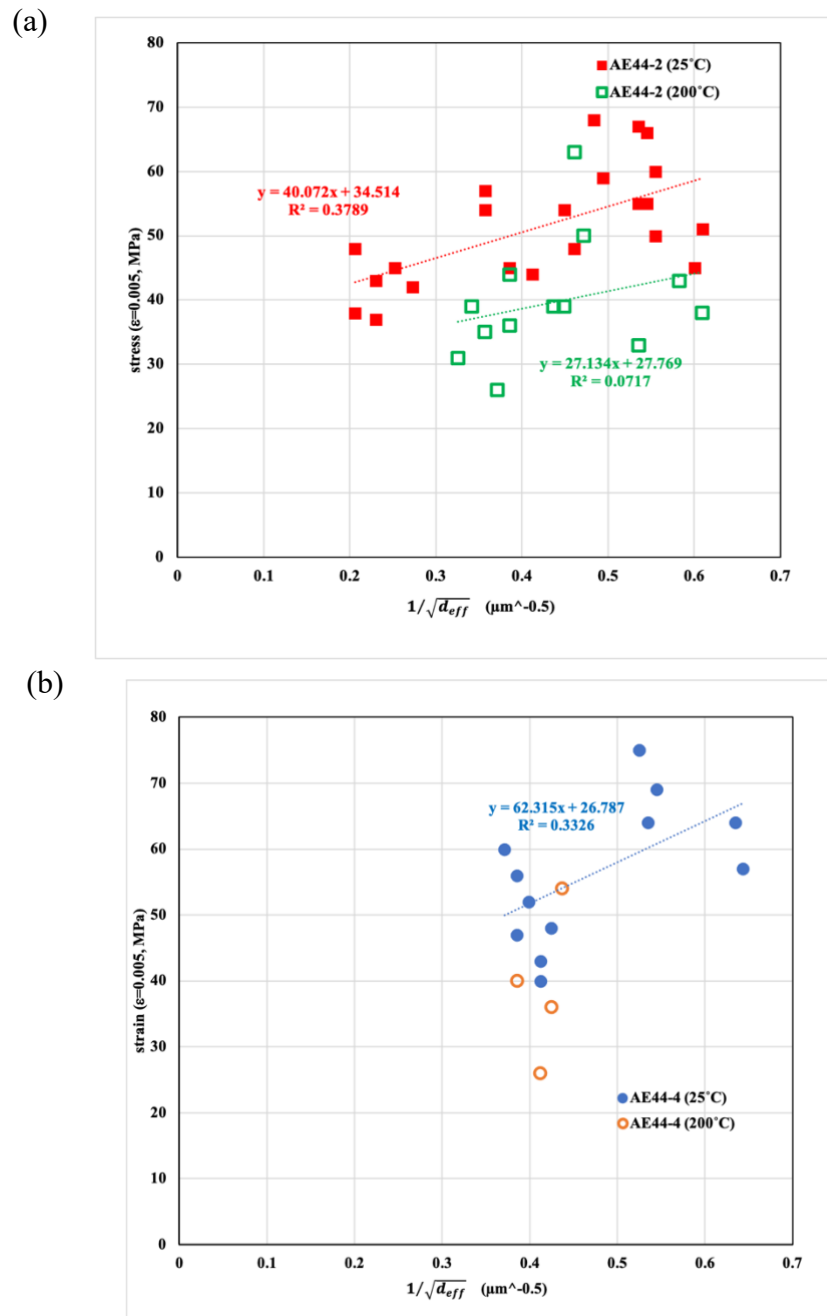 (a)
80
70
60
50
40
30
20
10
0
stress (ε=0.005, MPa)
AE44-2 (25˚C)
AE44-2 (200˚C)
y = 40.072x + 34.514
R² = 0.3789
y = 27.134x + 27.769
R² = 0.0717
0 0.1 0.2 0.3 0.4 0.5 0.6 0.7
1/√d_eff (µm^-0.5)
(b)
80
70
60
50
40
30
20
10
0
strain (ε=0.005, MPa)
y = 62.315x + 26.787
R² = 0.3326
AE44-4 (25˚C)
AE44-4 (200˚C)
0 0.1 0.2 0.3 0.4 0.5 0.6 0.7
1/√d_eff (µm^-0.5)